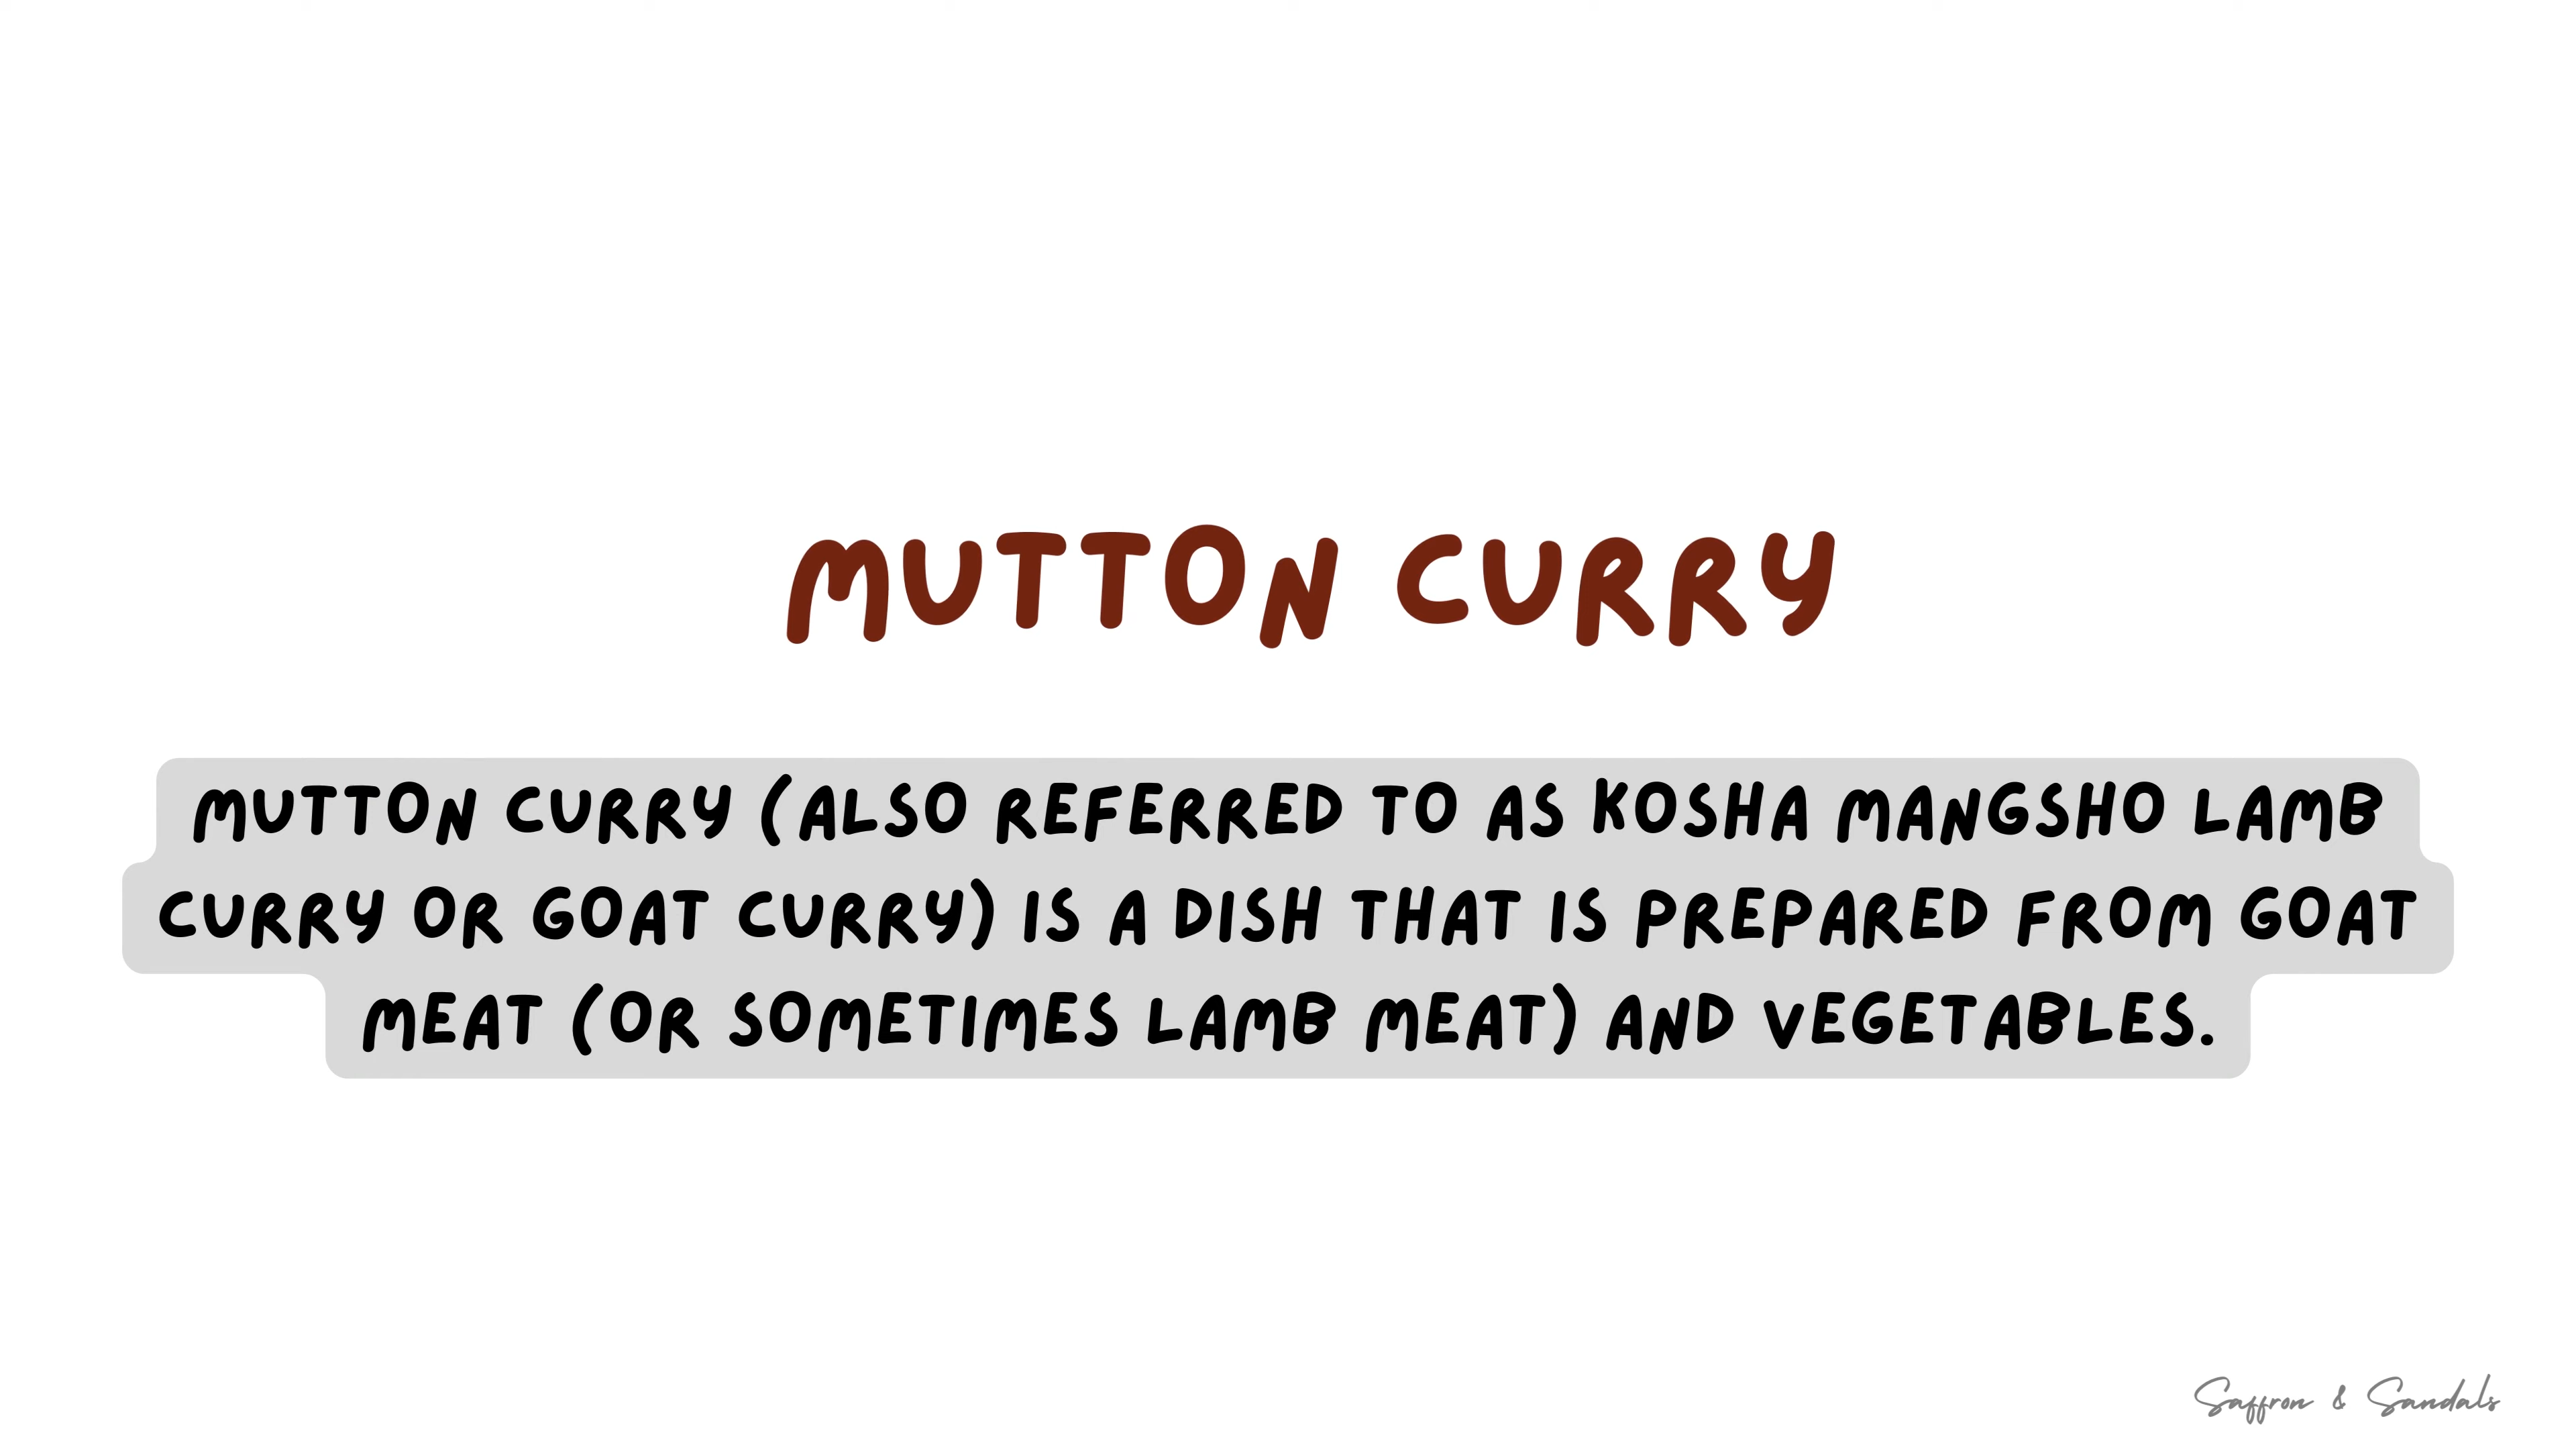 MUTTON CURRY
MUTTON CURRY (ALSO REFERRED TO AS KOSHA MANGSHO LAMB
CURRY OR GOAT CURRY) IS A DISH THAT IS PREPARED FROM GOAT
MEAT (OR SOMETIMES LAMB MEAT) AND VEGETABLES.
Saffron & Sandals